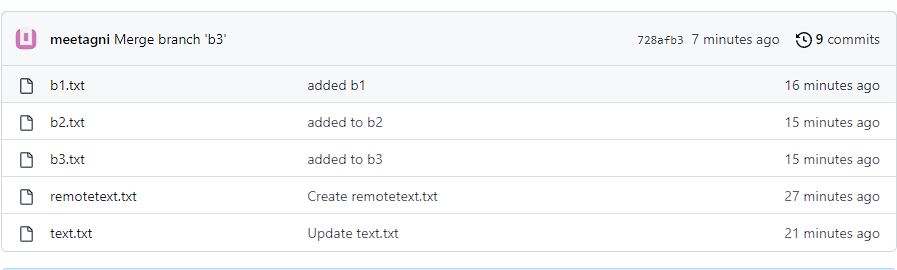 meetagni Merge branch 'b3' 728afb3 7 minutes ago 9 commits
b1.txt added b1 16 minutes ago
b2.txt added to b2 15 minutes ago
b3.txt added to b3 15 minutes ago
remotetext.txt Create remotetext.txt 27 minutes ago
text.txt Update text.txt 21 minutes ago